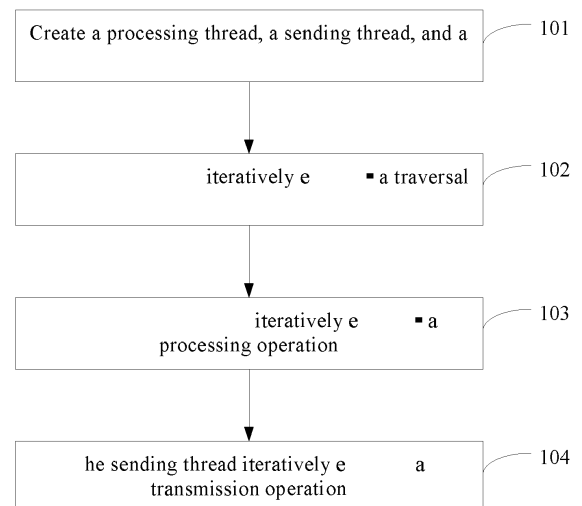 Create a processing thread, a sending thread, and a
101
iteratively e a traversal
102
iteratively e a
processing operation
103
he sending thread iteratively e a
transmission operation
104